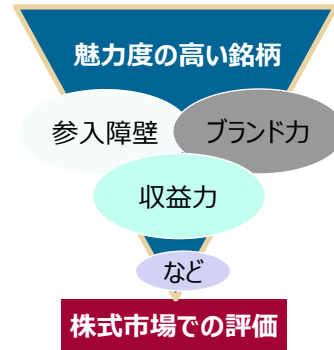 魅力度の高い銘柄
参入障壁
ブランド力
収益力
など
株式市場での評価